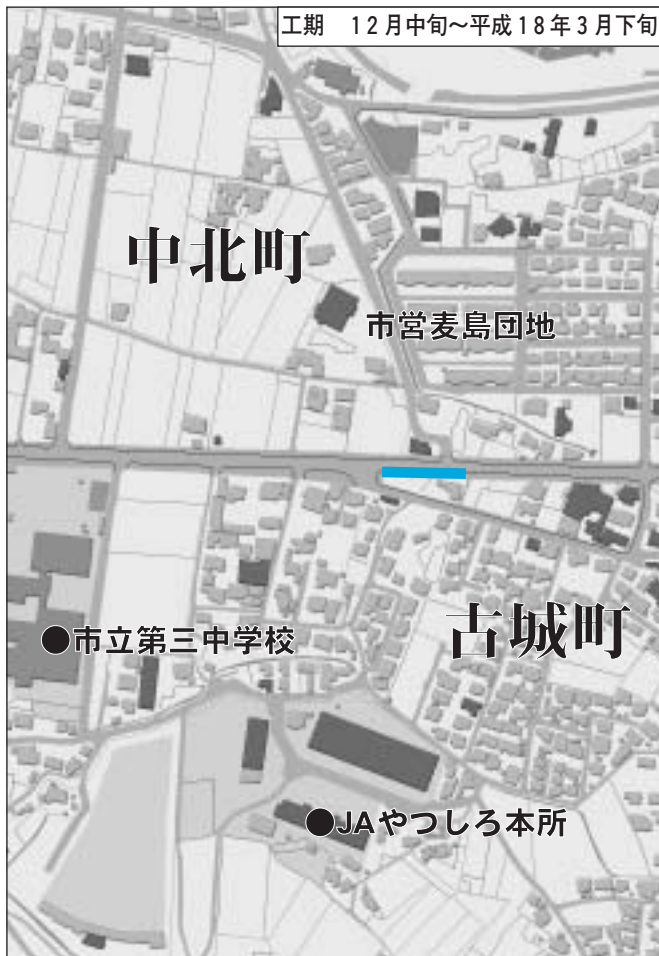 工期 12月中旬~平成18年3月下旬
中北町
市営麦島団地
古城町
●市立第三中学校
●JAやつしろ本所